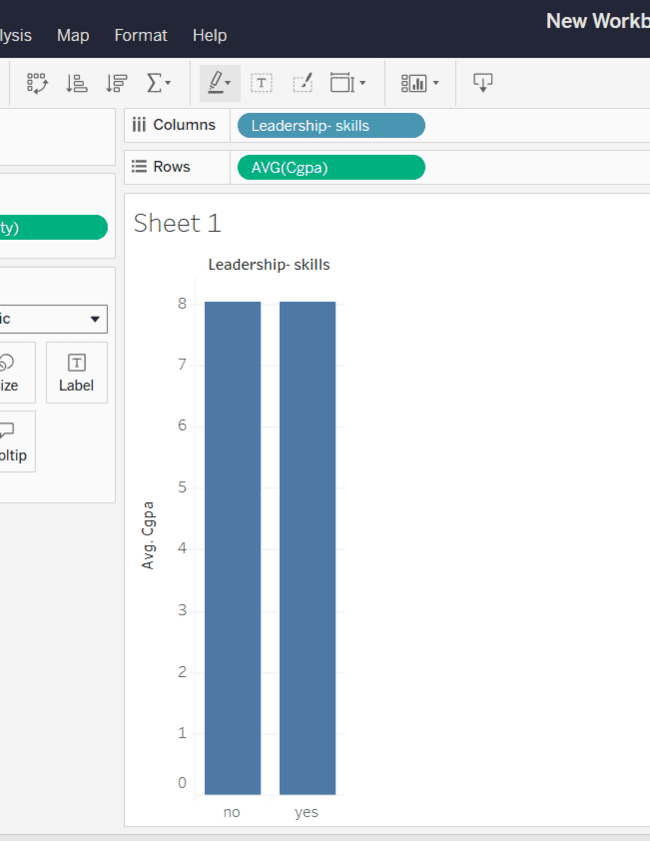 New Workb
lysis Map Format Help
Columns Leadership- skills
Rows AVG(Cgpa)
ty)
ic
ize
T
Label
oltip
Sheet 1
Leadership- skills
Avg. Cgpa
8
7
6
5
4
3
2
1
0
no yes